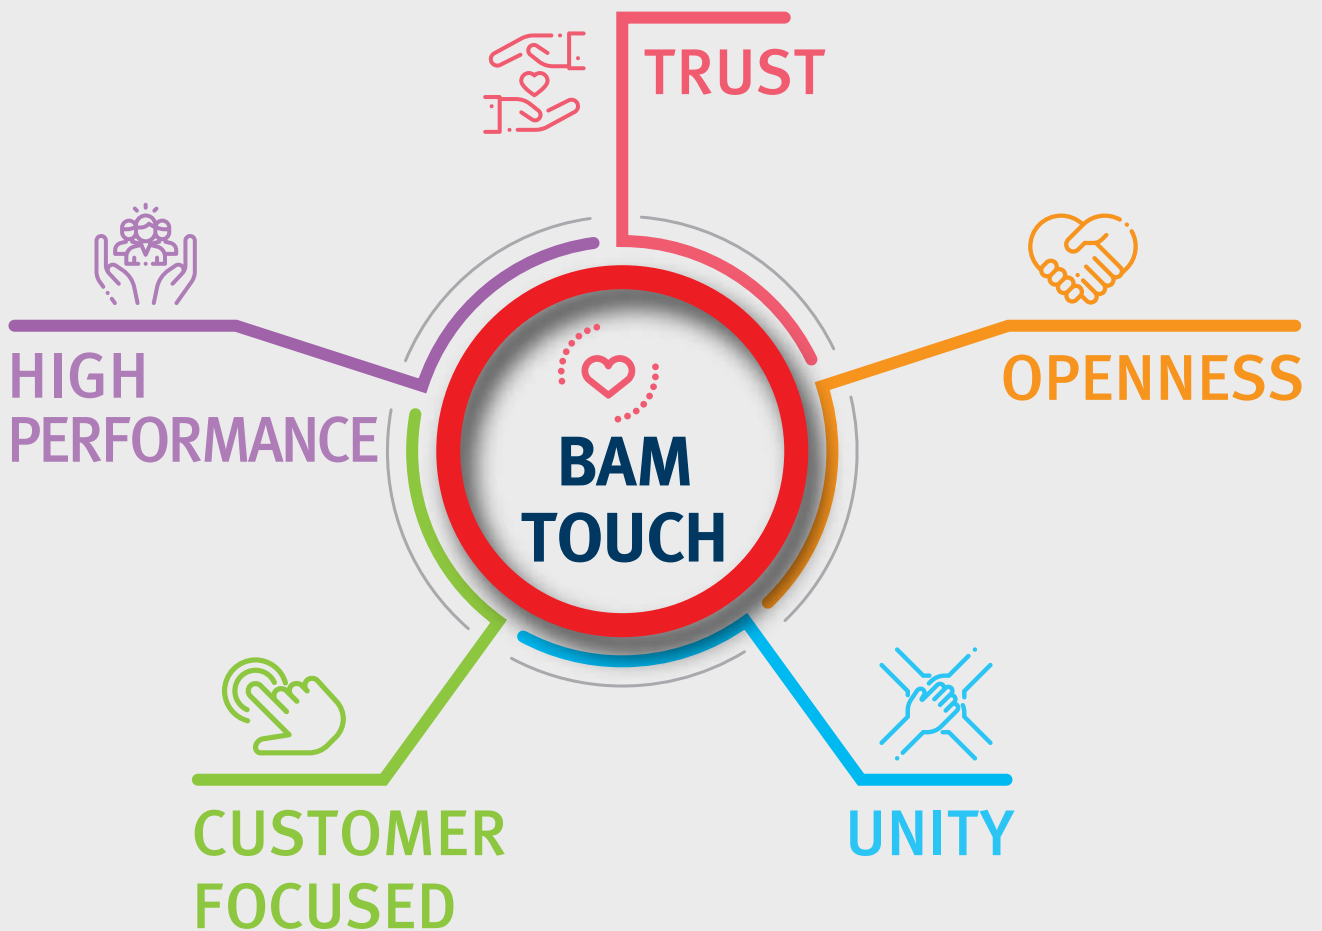 TRUST
OPENNESS
HIGH
PERFORMANCE
BAM
TOUCH
UNITY
CUSTOMER
FOCUSED